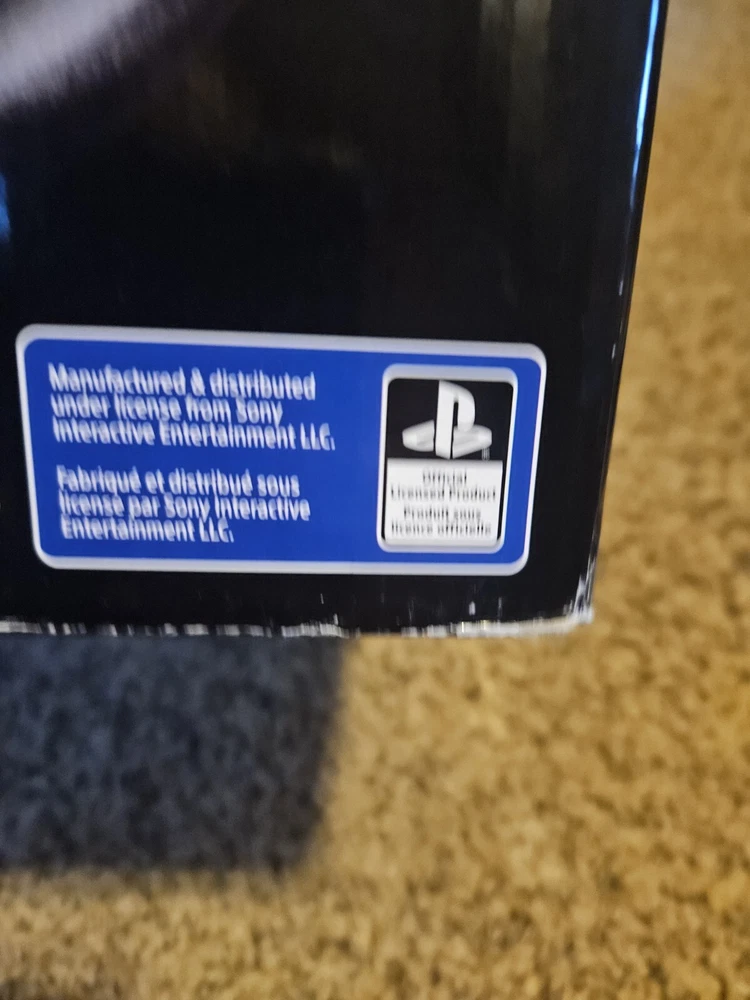 Manufactured & distributed
under license from Sony
Interactive Entertainment LLC.
Fabriqué et distribué sous
license par Sony Interactive
Entertainment LLC.
Official
Licensed Product
Produit sous
licence officielle